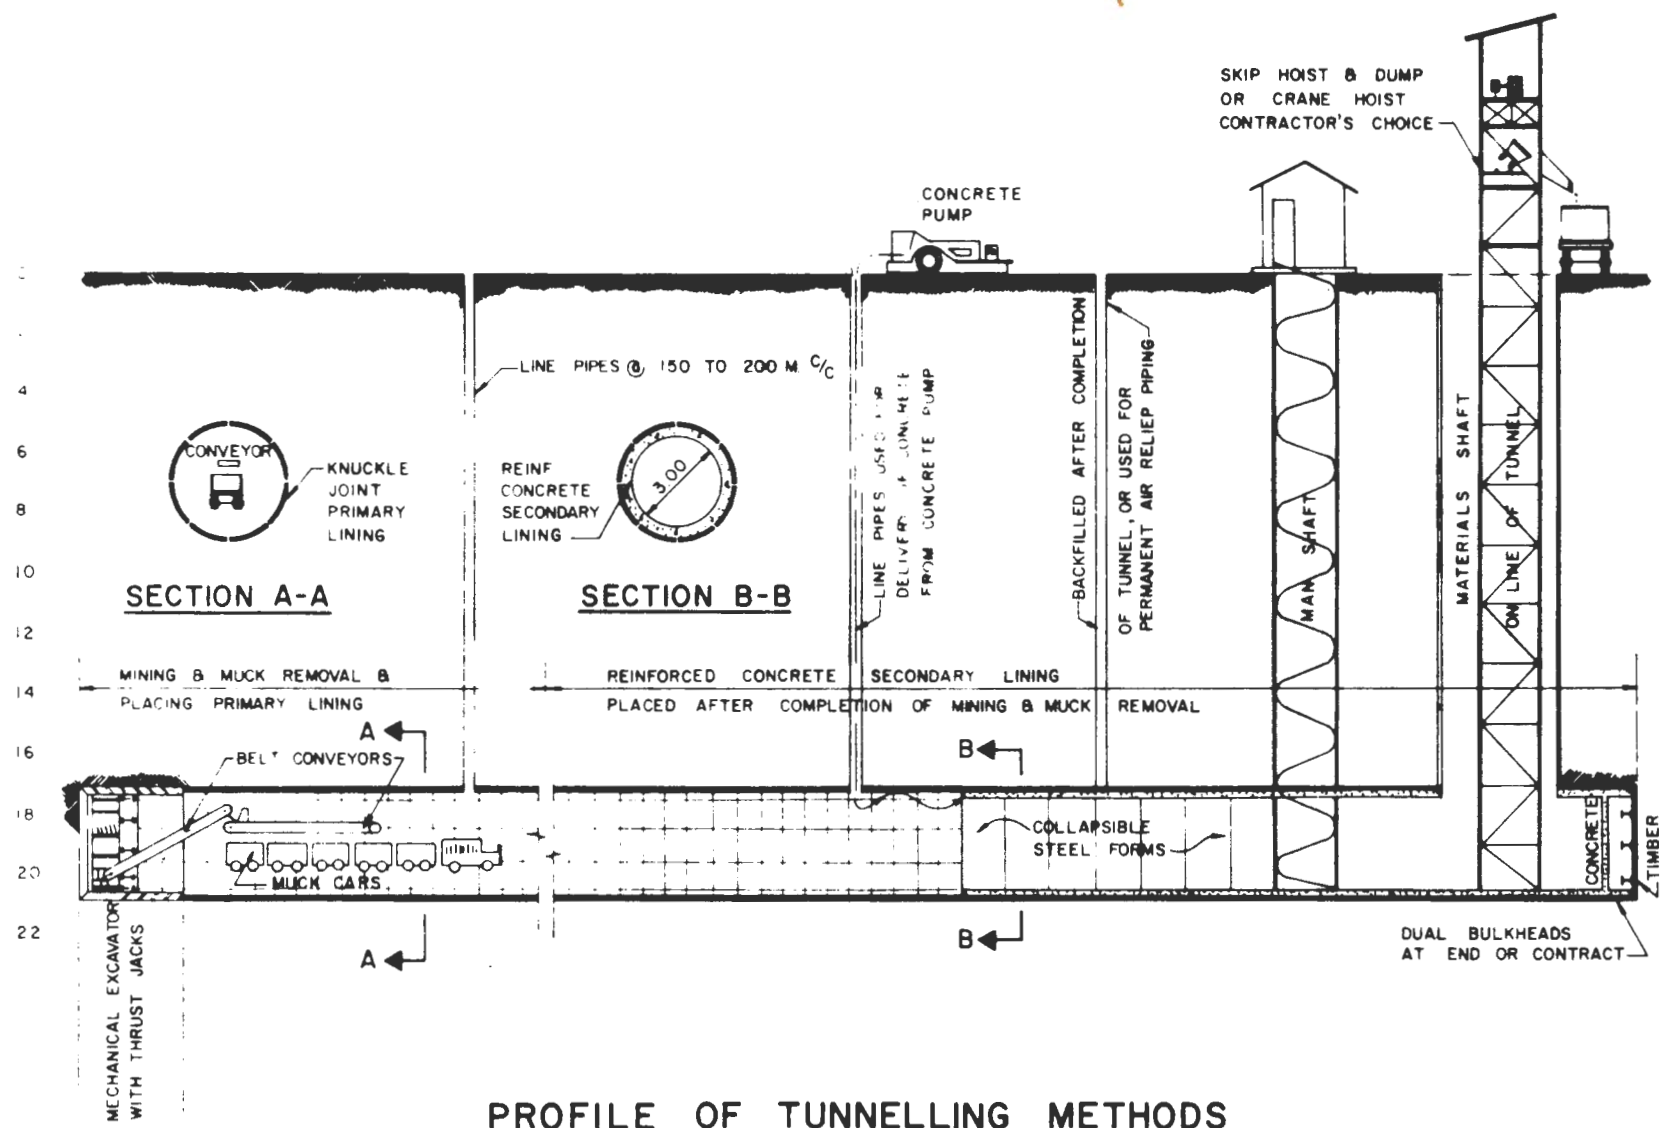 SKIP HOIST & DUMP
OR CRANE HOIST
CONTRACTOR'S CHOICE
CONCRETE
PUMP
LINE PIPES @ 150 TO 200 M. C/C
4
6
8
10
12
14
16
18
20
22
CONVEYOR
KNUCKLE
JOINT
PRIMARY
LINING
SECTION A-A
REINF
CONCRETE
SECONDARY
LINING
3.00
SECTION B-B
LINE PIPES USED FOR
DELIVERY OF CONCRETE
FROM CONCRETE PUMP
BACKFILLED AFTER COMPLETION
OF TUNNEL, OR USED FOR
PERMANENT AIR RELIEF PIPING
MAN SHAFT
MATERIALS SHAFT
ON LINE OF TUNNEL
MINING & MUCK REMOVAL &
PLACING PRIMARY LINING
REINFORCED CONCRETE SECONDARY LINING
PLACED AFTER COMPLETION OF MINING & MUCK REMOVAL
A
B
BELT CONVEYORS
MUCK CARS
COLLAPSIBLE
STEEL FORMS
CONCRETE
TIMBER
A
B
DUAL BULKHEADS
AT END OR CONTRACT
MECHANICAL EXCAVATOR
WITH THRUST JACKS
PROFILE OF TUNNELLING METHODS